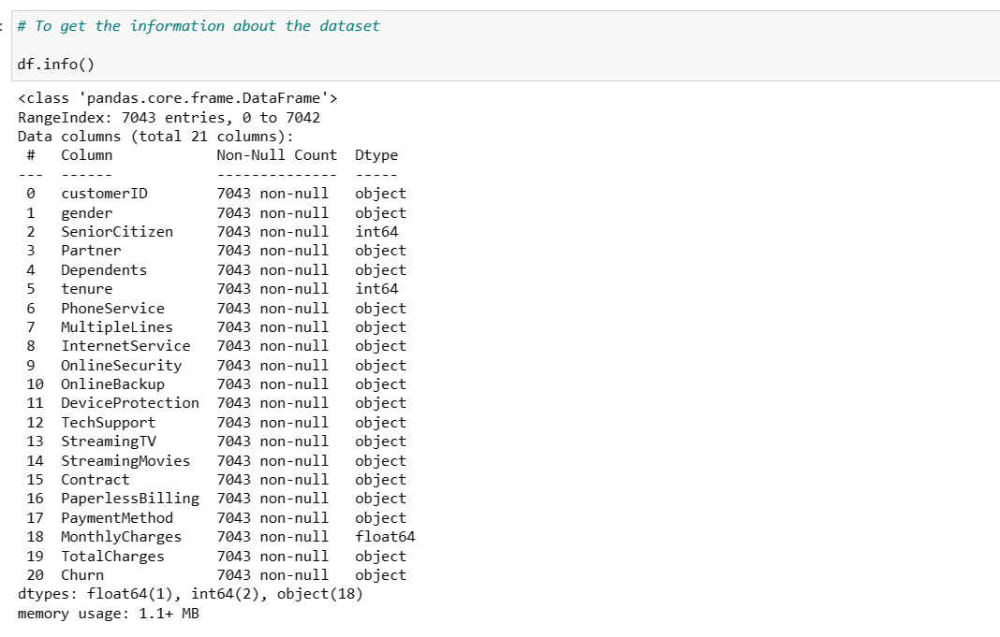 :
# To get the information about the dataset
df.info()
<class 'pandas.core.frame.DataFrame'>
RangeIndex: 7043 entries, 0 to 7042
Data columns (total 21 columns):
 #   Column            Non-Null Count  Dtype
---  ------            --------------  -----
 0   customerID        7043 non-null   object
 1   gender            7043 non-null   object
 2   SeniorCitizen     7043 non-null   int64
 3   Partner           7043 non-null   object
 4   Dependents        7043 non-null   object
 5   tenure            7043 non-null   int64
 6   PhoneService      7043 non-null   object
 7   MultipleLines     7043 non-null   object
 8   InternetService   7043 non-null   object
 9   OnlineSecurity    7043 non-null   object
 10  OnlineBackup      7043 non-null   object
 11  DeviceProtection  7043 non-null   object
 12  TechSupport       7043 non-null   object
 13  StreamingTV       7043 non-null   object
 14  StreamingMovies   7043 non-null   object
 15  Contract          7043 non-null   object
 16  PaperlessBilling  7043 non-null   object
 17  PaymentMethod     7043 non-null   object
 18  MonthlyCharges    7043 non-null   float64
 19  TotalCharges      7043 non-null   object
 20  Churn             7043 non-null   object
dtypes: float64(1), int64(2), object(18)
memory usage: 1.1+ MB